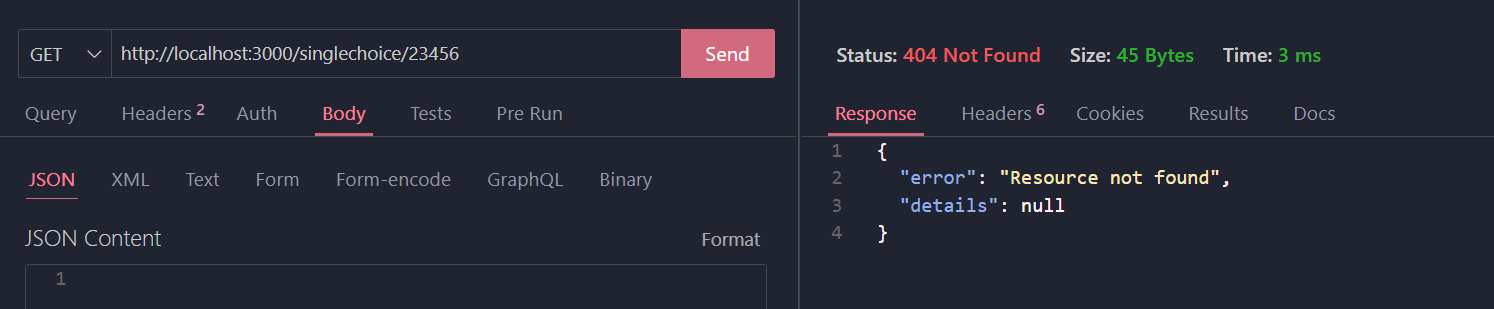 GET http://localhost:3000/singlechoice/23456 Send
Query Headers 2 Auth Body Tests Pre Run
JSON XML Text Form Form-encode GraphQL Binary
JSON Content Format
1
Status: 404 Not Found Size: 45 Bytes Time: 3 ms
Response Headers 6 Cookies Results Docs
1 {
2 "error": "Resource not found",
3 "details": null
4 }